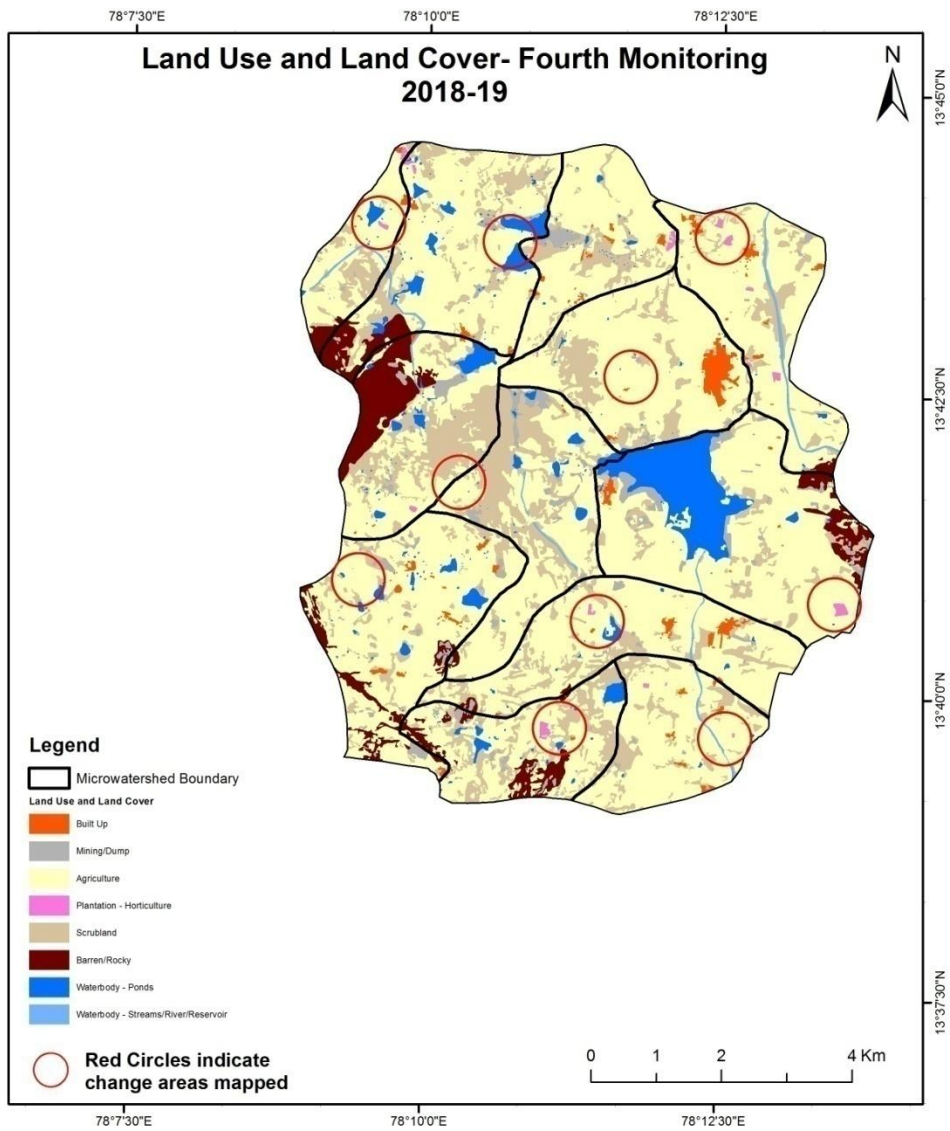 78°7'30"E 78°10'0"E 78°12'30"E
Land Use and Land Cover- Fourth Monitoring
2018-19
N
13°45'0"N
13°42'30"N
13°40'0"N
13°37'30"N
Legend
Microwatershed Boundary
Land Use and Land Cover
Built Up
Mining/Dump
Agriculture
Plantation - Horticulture
Scrubland
Barren/Rocky
Waterbody - Ponds
Waterbody - Streams/River/Reservoir
Red Circles indicate
change areas mapped
0 1 2 4 Km
78°7'30"E 78°10'0"E 78°12'30"E